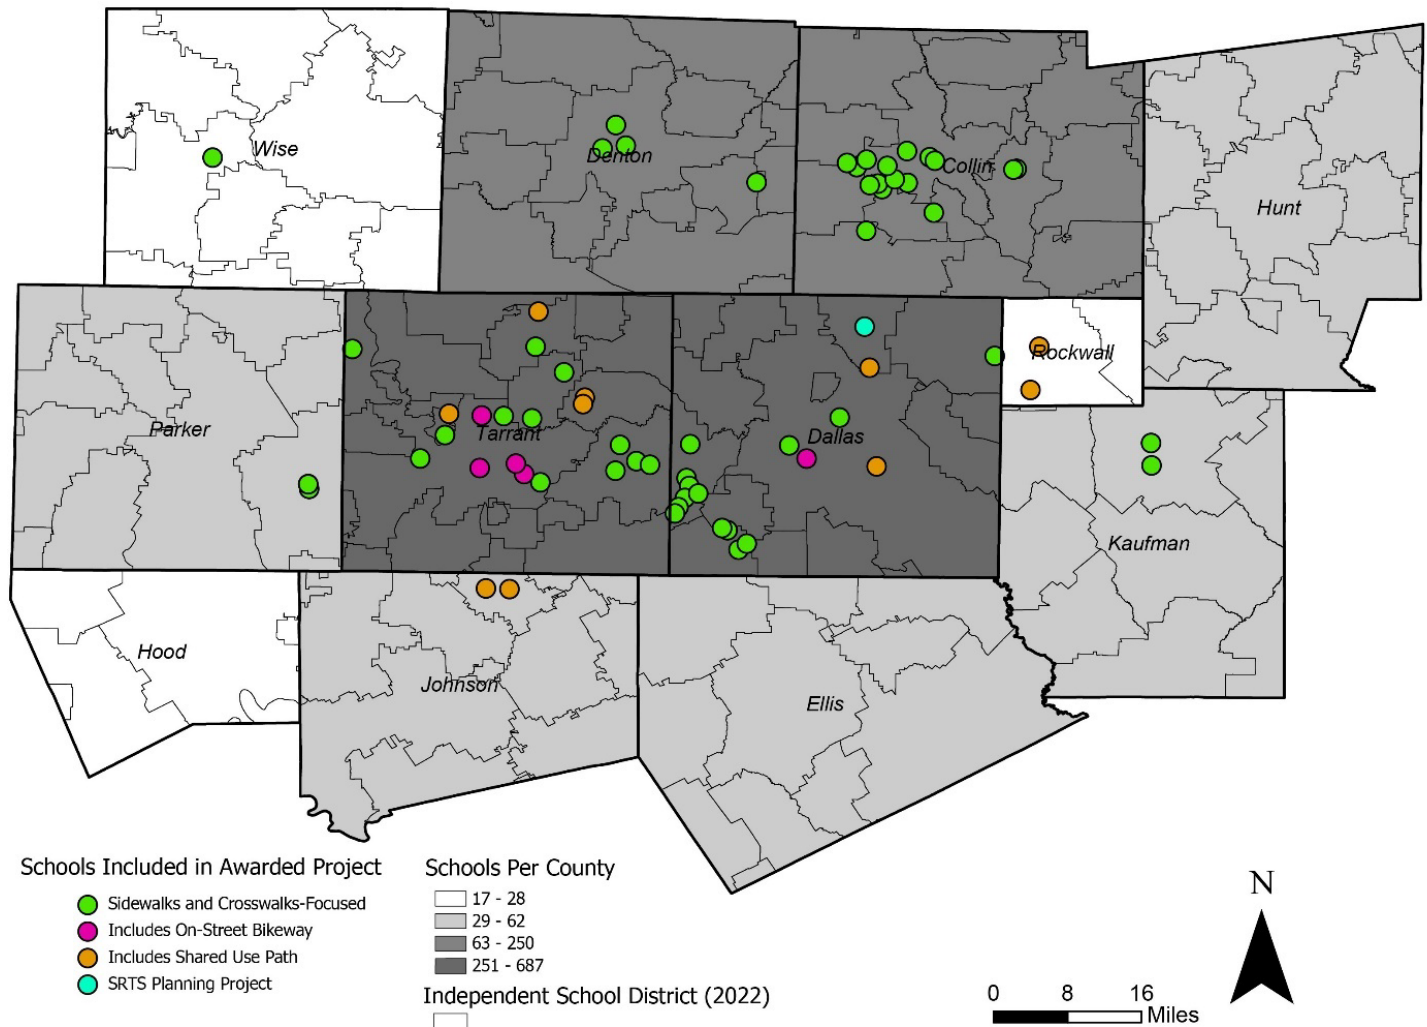 Wise
Denton
Collin
Hunt
Parker
Tarrant
Dallas
Rockwall
Kaufman
Hood
Johnson
Ellis
Schools Included in Awarded Project
Sidewalks and Crosswalks-Focused
Includes On-Street Bikeway
Includes Shared Use Path
SRTS Planning Project
Schools Per County
17 - 28
29 - 62
63 - 250
251 - 687
Independent School District (2022)
N
0 8 16
Miles